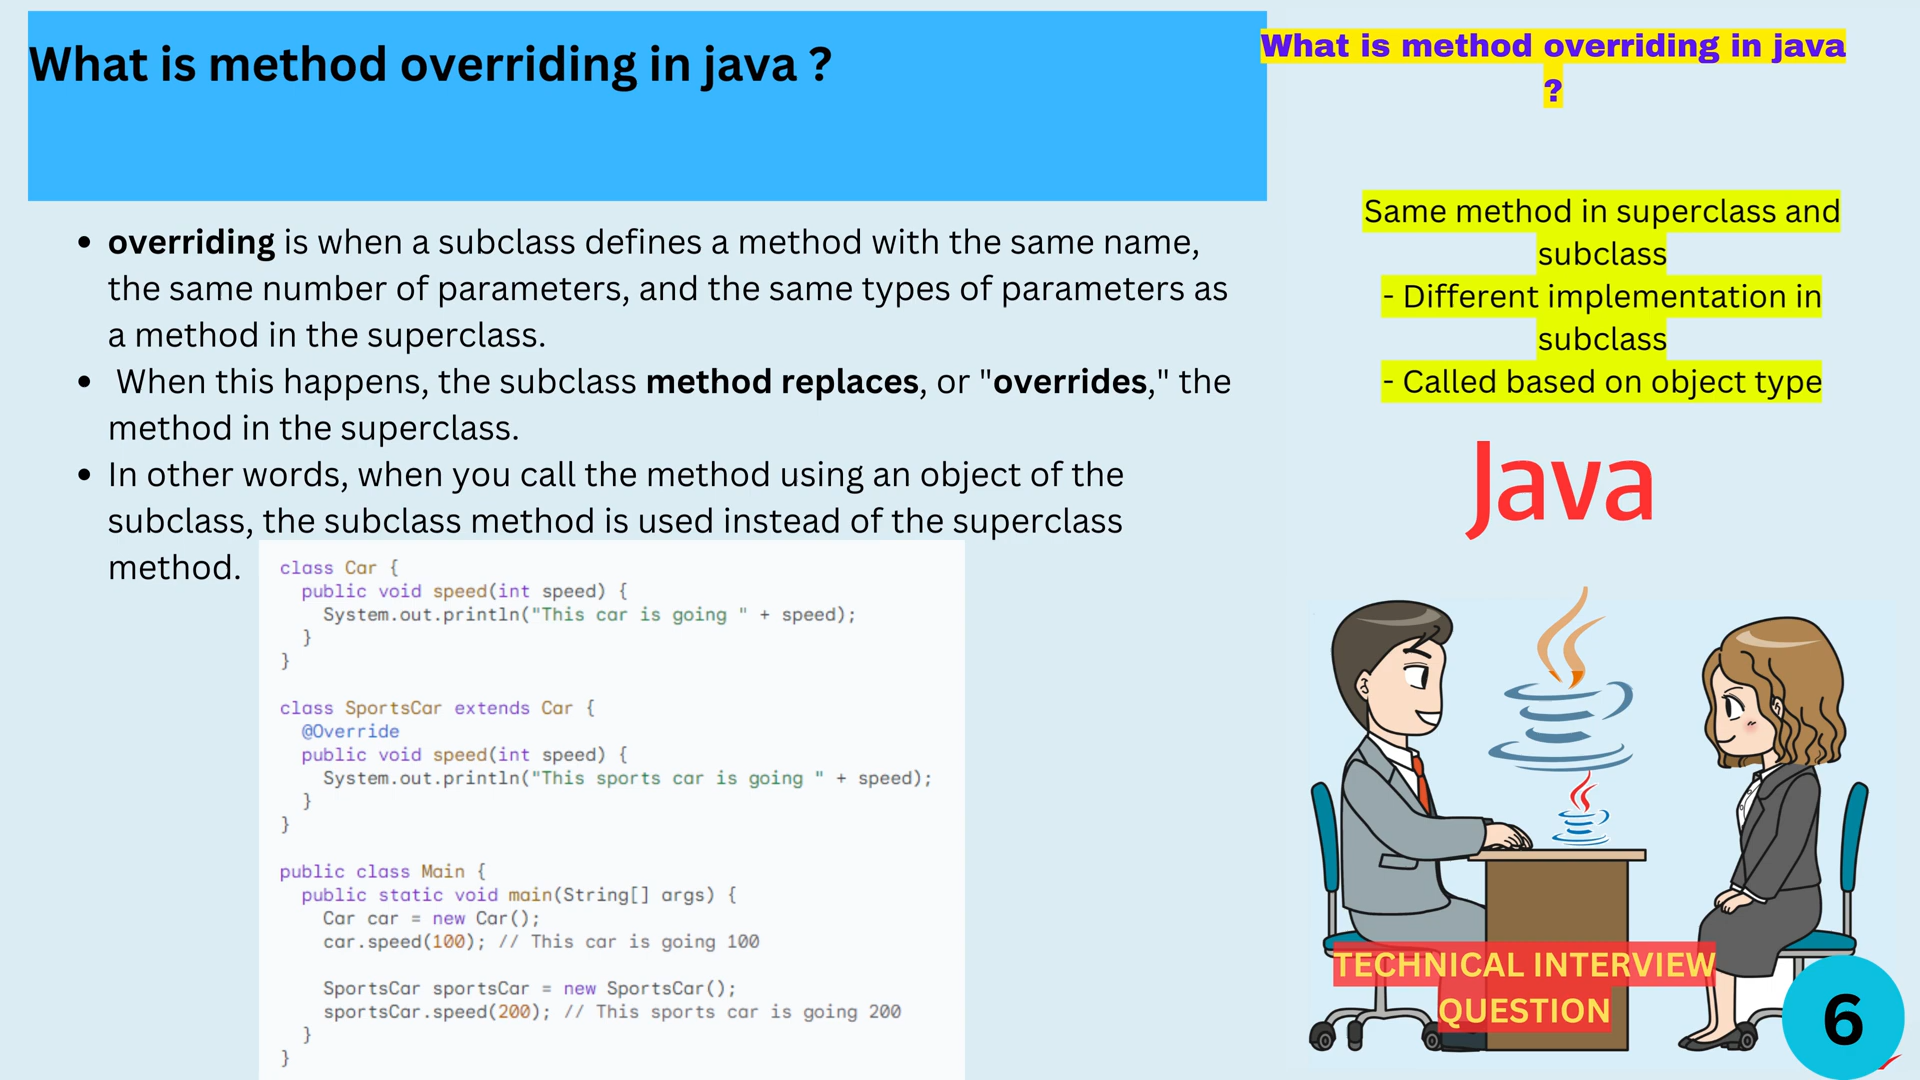 What is method overriding in java ?
overriding is when a subclass defines a method with the same name,
the same number of parameters, and the same types of parameters as
a method in the superclass.
When this happens, the subclass method replaces, or "overrides," the
method in the superclass.
In other words, when you call the method using an object of the
subclass, the subclass method is used instead of the superclass
method.
class Car {
public void speed(int speed) {
System.out.println("This car is going " + speed);
}
}
class SportsCar extends Car {
@Override
public void speed(int speed) {
System.out.println("This sports car is going " + speed);
}
}
public class Main {
public static void main(String[] args) {
Car car = new Car();
car.speed(100); // This car is going 100
SportsCar sportsCar = new SportsCar();
sportsCar.speed(200); // This sports car is going 200
}
}
What is method overriding in java
?
Same method in superclass and
subclass
- Different implementation in
subclass
- Called based on object type
Java
TECHNICAL INTERVIEW
QUESTION
6